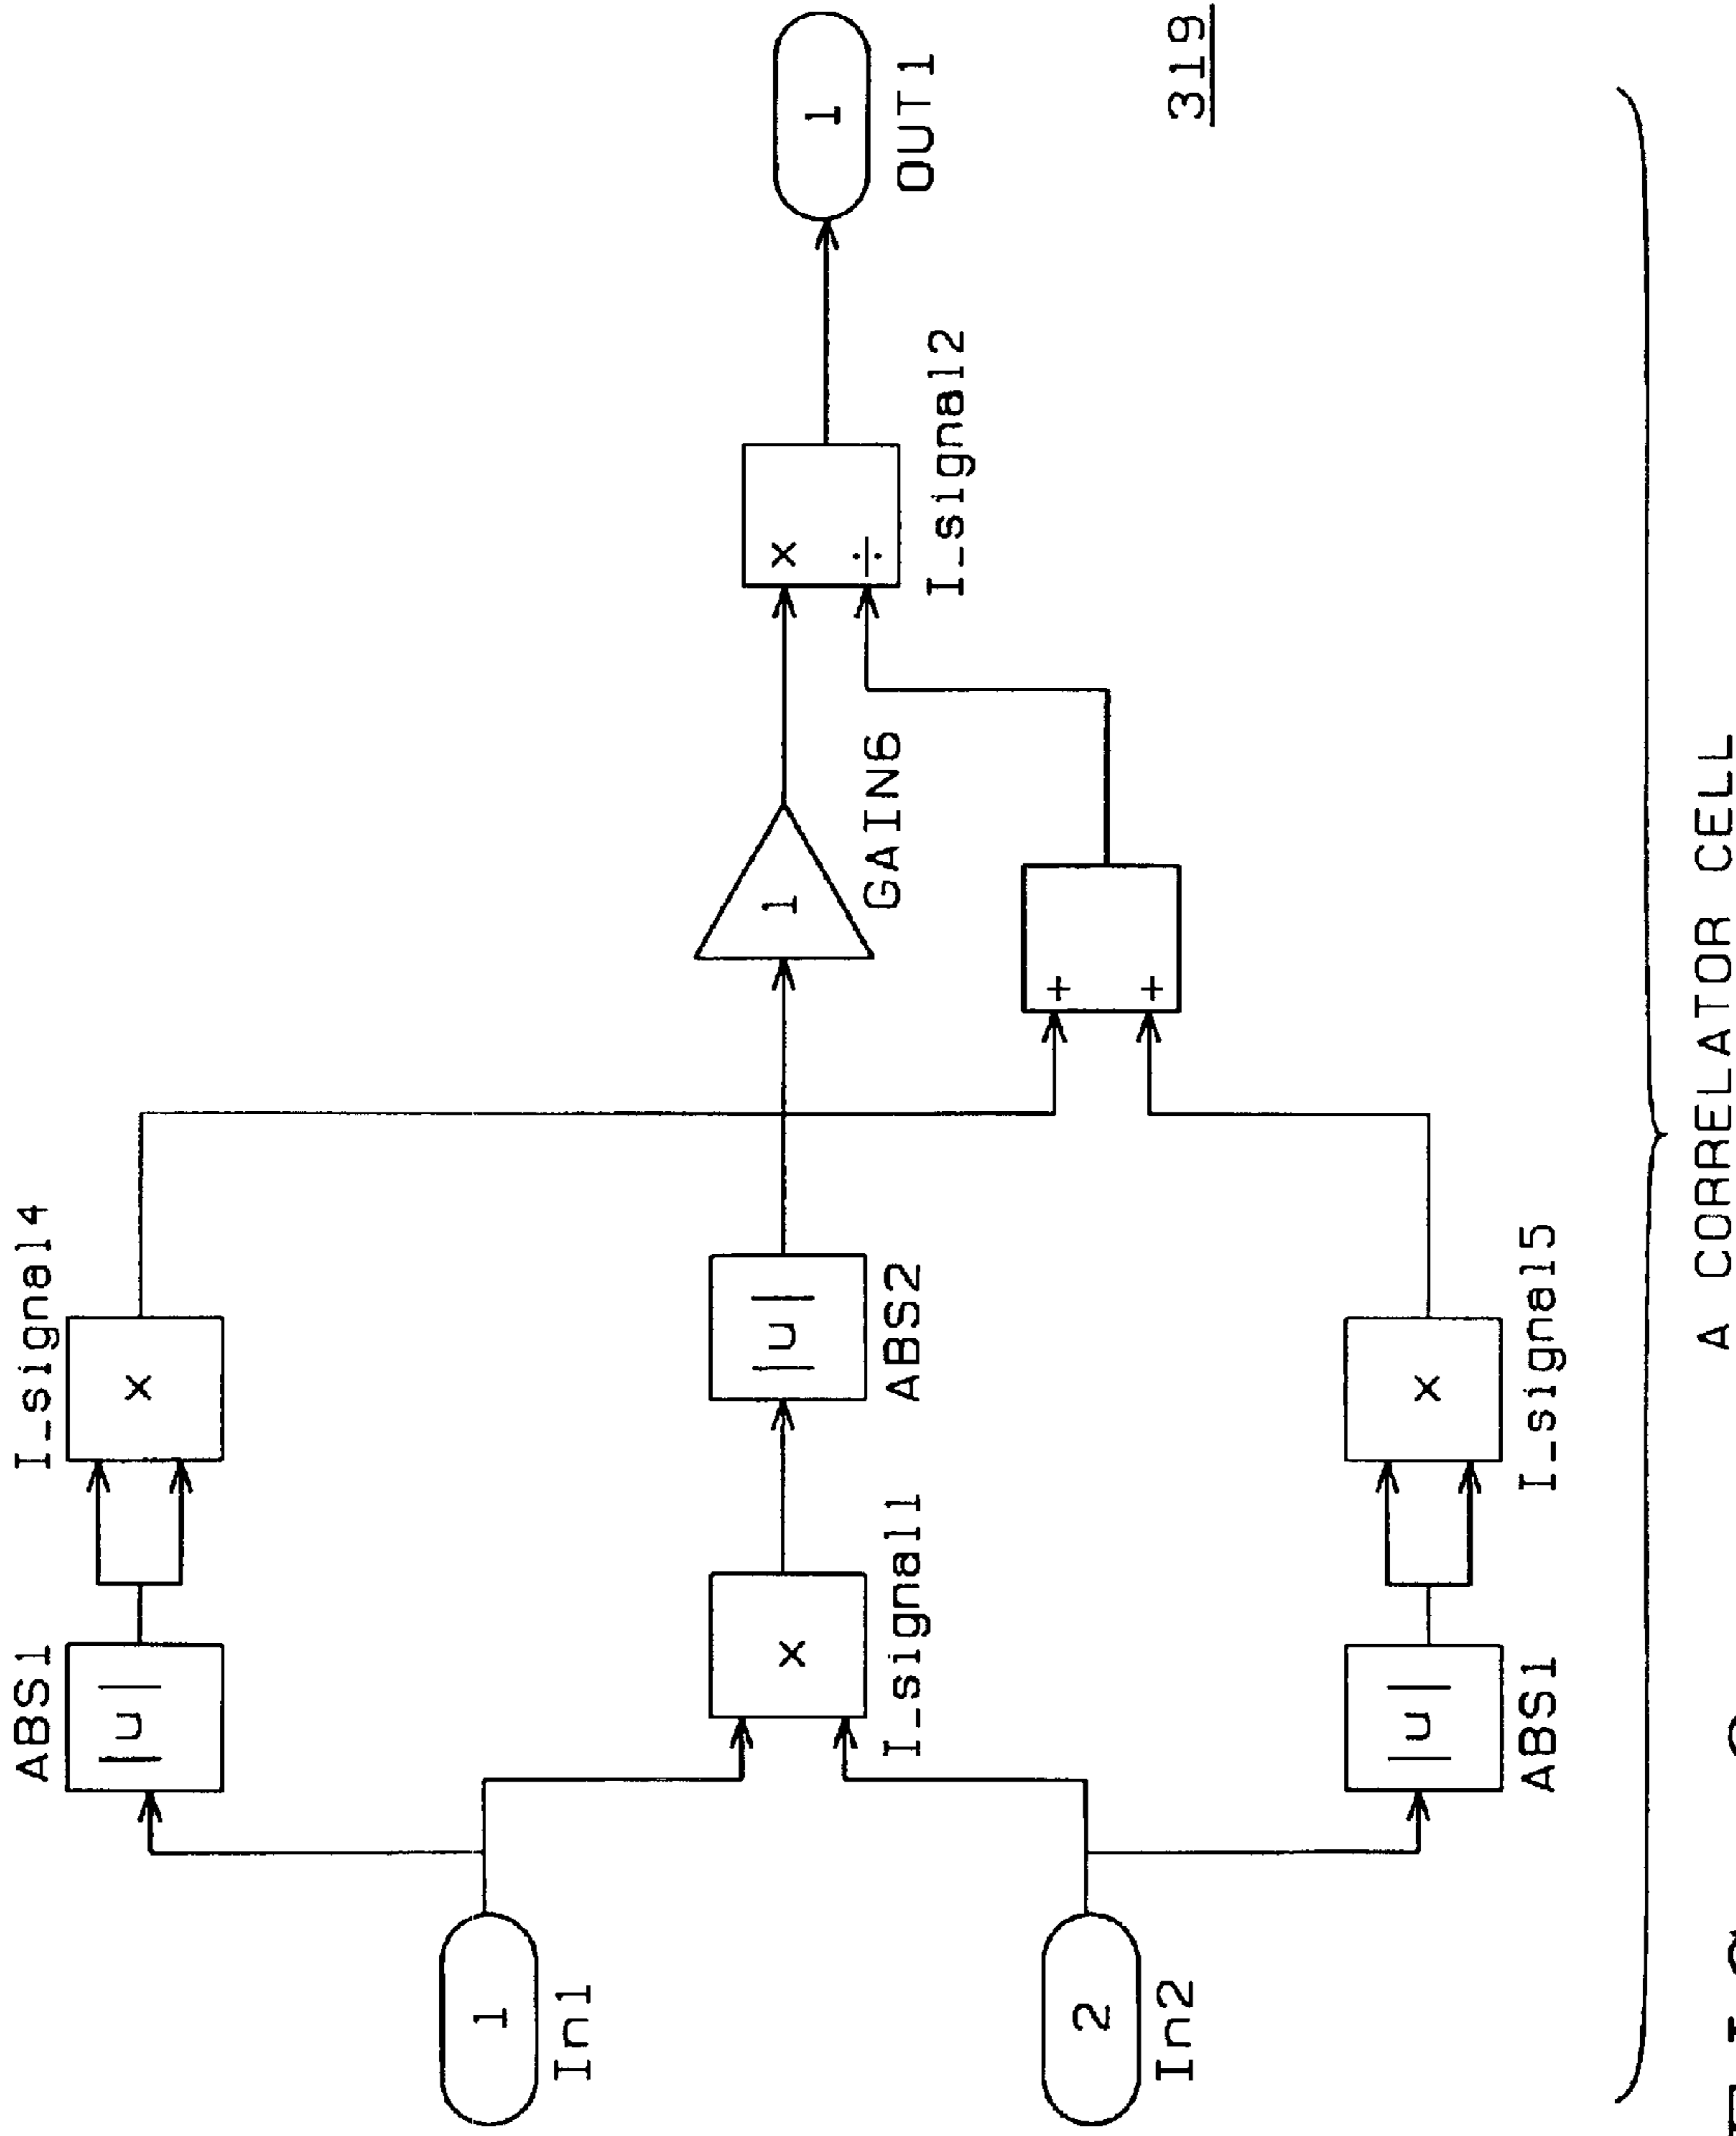 ABS1
|u|
I_signal4
x
1
In1
x
I_signal1
|u|
ABS2
1
GAIN6
x
÷
I_signal2
1
OUT1
2
In2
+
+
|u|
ABS1
x
I_signal5
319
A CORRELATOR CELL